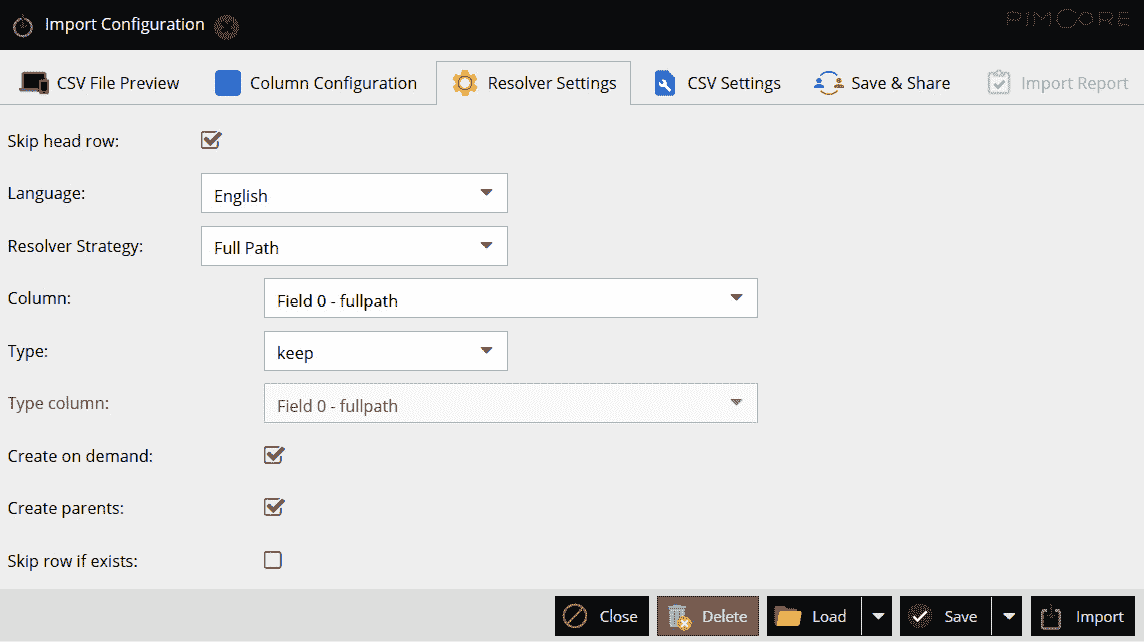 Import Configuration
PIMCORE
CSV File Preview
Column Configuration
Resolver Settings
CSV Settings
Save & Share
Import Report
Skip head row:
Language:
English
Resolver Strategy:
Full Path
Column:
Field 0 - fullpath
Type:
keep
Type column:
Field 0 - fullpath
Create on demand:
Create parents:
Skip row if exists:
Close
Delete
Load
Save
Import